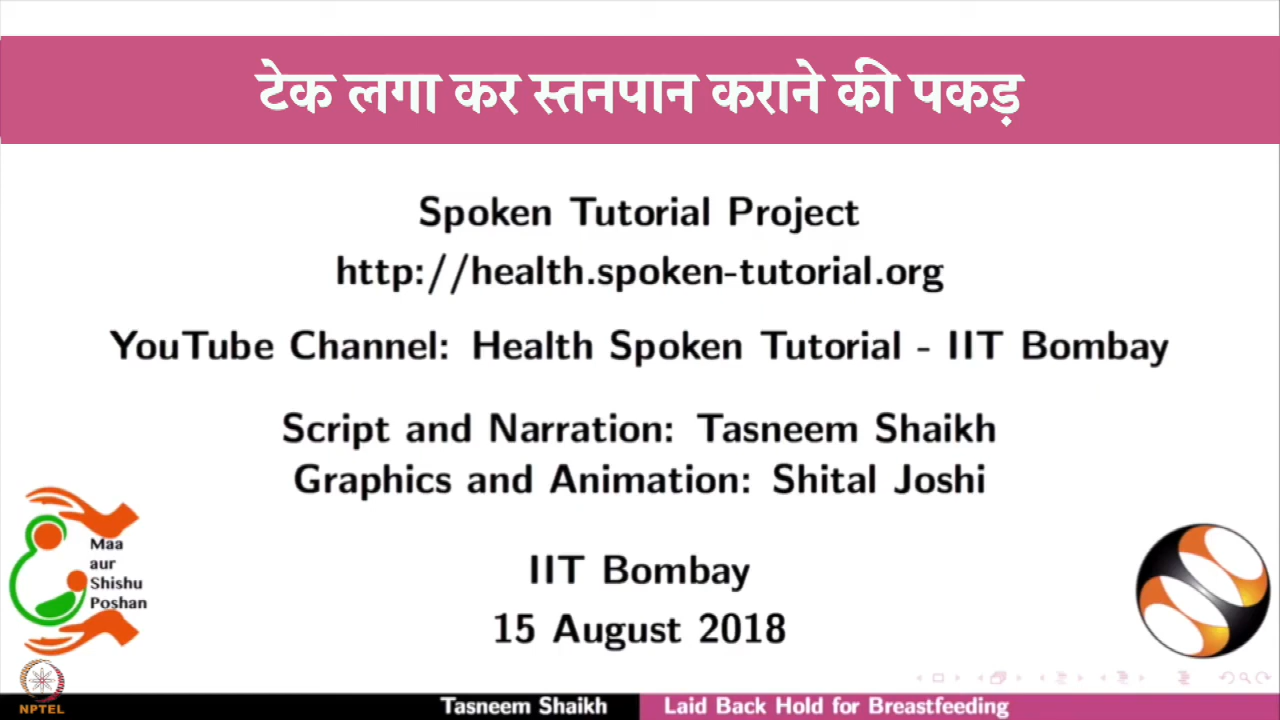 टेक लगा कर स्तनपान कराने की पकड़
Spoken Tutorial Project
http://health.spoken-tutorial.org
YouTube Channel: Health Spoken Tutorial - IIT Bombay
Script and Narration: Tasneem Shaikh
Graphics and Animation: Shital Joshi
Maa
aur
Shishu
Poshan
IIT Bombay
15 August 2018
NPTEL
Tasneem Shaikh
Laid Back Hold for Breastfeeding